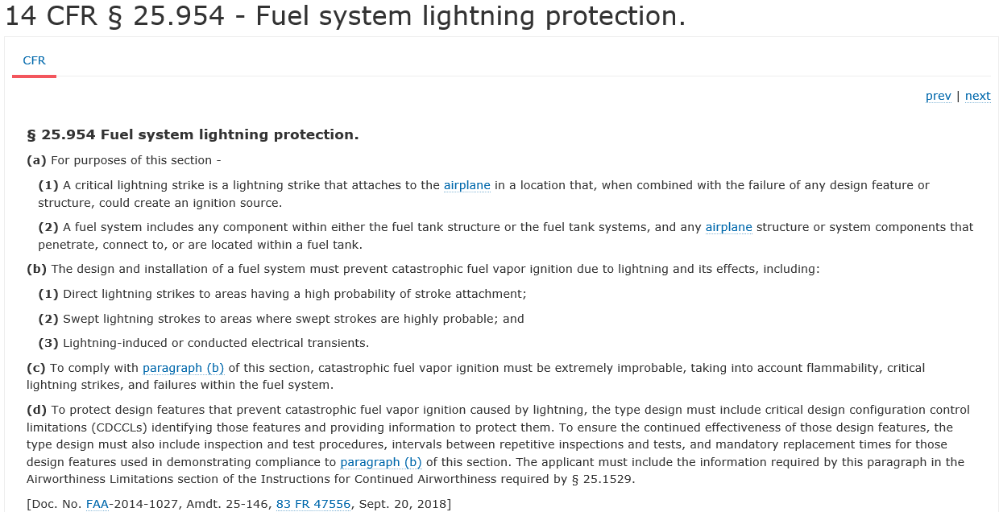 14 CFR § 25.954 - Fuel system lightning protection.
CFR
prev | next
§ 25.954 Fuel system lightning protection.
(a) For purposes of this section -
(1) A critical lightning strike is a lightning strike that attaches to the airplane in a location that, when combined with the failure of any design feature or
structure, could create an ignition source.
(2) A fuel system includes any component within either the fuel tank structure or the fuel tank systems, and any airplane structure or system components that
penetrate, connect to, or are located within a fuel tank.
(b) The design and installation of a fuel system must prevent catastrophic fuel vapor ignition due to lightning and its effects, including:
(1) Direct lightning strikes to areas having a high probability of stroke attachment;
(2) Swept lightning strokes to areas where swept strokes are highly probable; and
(3) Lightning-induced or conducted electrical transients.
(c) To comply with paragraph (b) of this section, catastrophic fuel vapor ignition must be extremely improbable, taking into account flammability, critical
lightning strikes, and failures within the fuel system.
(d) To protect design features that prevent catastrophic fuel vapor ignition caused by lightning, the type design must include critical design configuration control
limitations (CDCCLs) identifying those features and providing information to protect them. To ensure the continued effectiveness of those design features, the
type design must also include inspection and test procedures, intervals between repetitive inspections and tests, and mandatory replacement times for those
design features used in demonstrating compliance to paragraph (b) of this section. The applicant must include the information required by this paragraph in the
Airworthiness Limitations section of the Instructions for Continued Airworthiness required by § 25.1529.
[Doc. No. FAA-2014-1027, Amdt. 25-146, 83 FR 47556, Sept. 20, 2018]